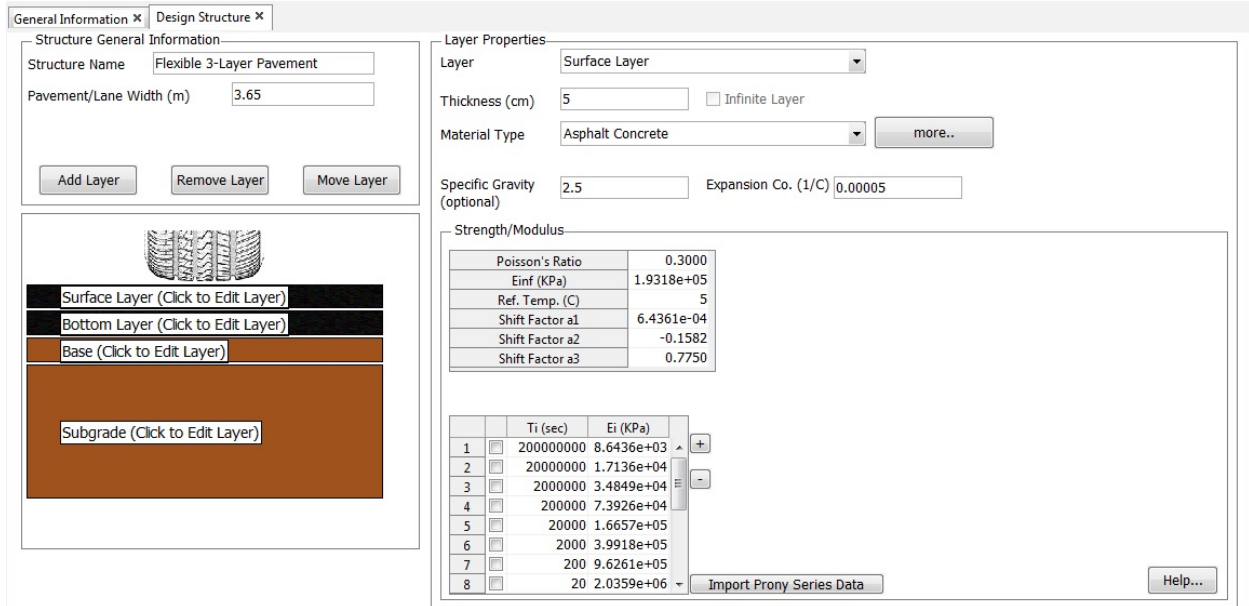 General Information ×
Design Structure ×
Structure General Information
Structure Name Flexible 3-Layer Pavement
Pavement/Lane Width (m) 3.65
Add Layer Remove Layer Move Layer
Surface Layer (Click to Edit Layer)
Bottom Layer (Click to Edit Layer)
Base (Click to Edit Layer)
Subgrade (Click to Edit Layer)
Layer Properties
Layer Surface Layer
Thickness (cm) 5 Infinite Layer
Material Type Asphalt Concrete more..
Specific Gravity (optional) 2.5 Expansion Co. (1/C) 0.00005
Strength/Modulus
Poisson's Ratio 0.3000
Einf (KPa) 1.9318e+05
Ref. Temp. (C) 5
Shift Factor a1 6.4361e-04
Shift Factor a2 -0.1582
Shift Factor a3 0.7750
Ti (sec) Ei (KPa)
1 200000000 8.6436e+03 +
2 20000000 1.7136e+04
3 2000000 3.4849e+04 -
4 200000 7.3926e+04
5 20000 1.6657e+05
6 2000 3.9918e+05
7 200 9.6261e+05
8 20 2.0359e+06
Import Prony Series Data
Help...